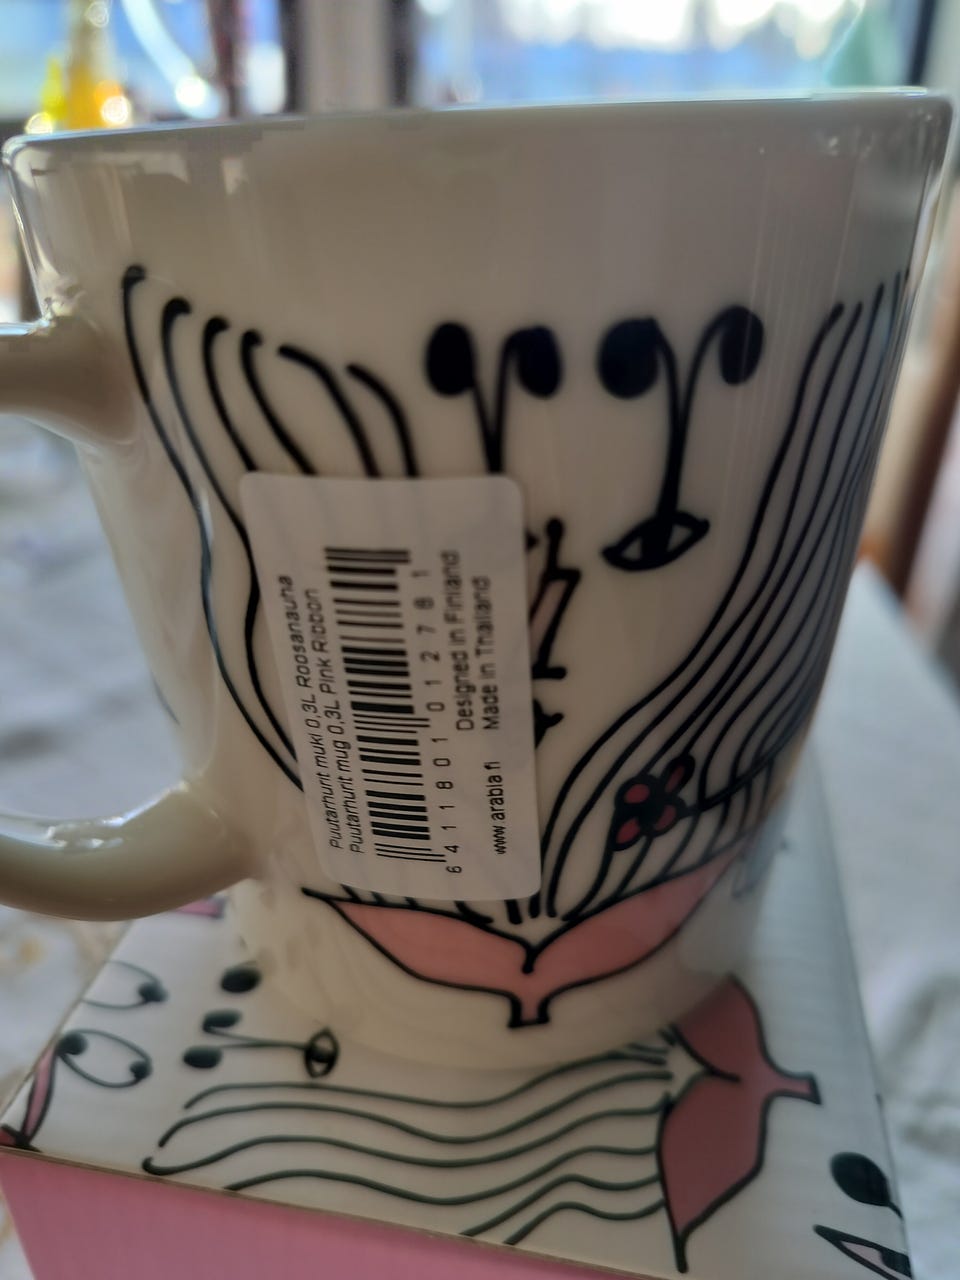 Puutarhurit muki 0,3L Roosanauha
Puutarhurit mug 0,3L Pink Ribbon
6 411801 012781
Designed in Finland
www.arabia.fi Made in Thailand